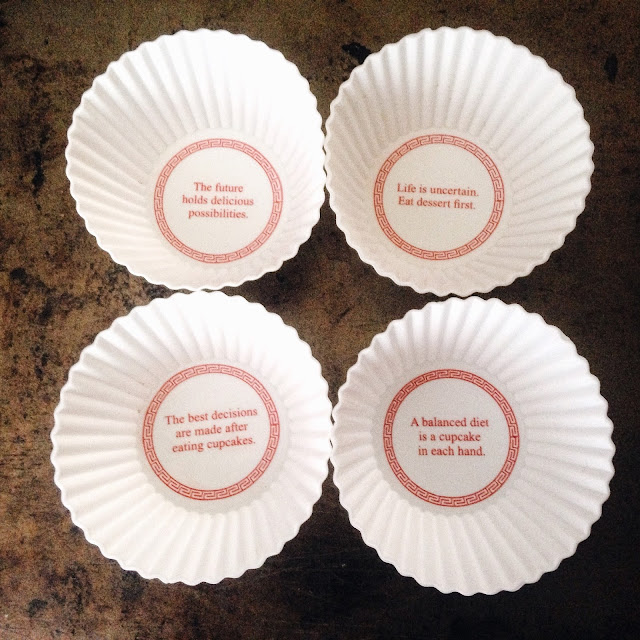 The future
holds delicious
possibilities.
Life is uncertain.
Eat dessert first.
The best decisions
are made after
eating cupcakes.
A balanced diet
is a cupcake
in each hand.